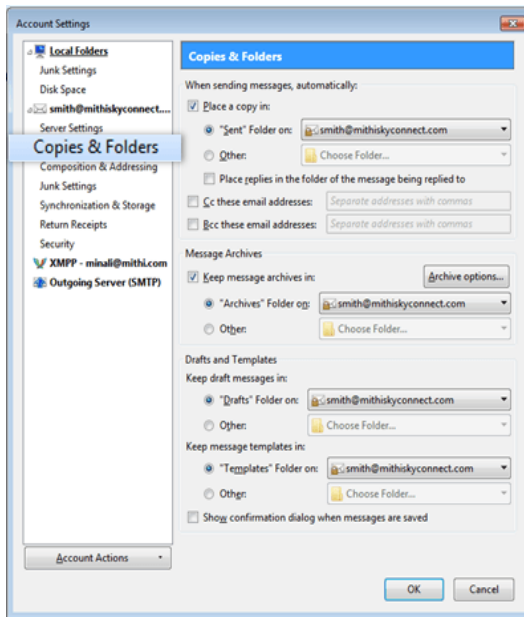 Account Settings
Local Folders
Junk Settings
Disk Space
smith@mithiskyconnect....
Server Settings
Copies & Folders
Composition & Addressing
Junk Settings
Synchronization & Storage
Return Receipts
Security
XMPP - minali@mithi.com
Outgoing Server (SMTP)
Account Actions
Copies & Folders
When sending messages, automatically:
Place a copy in:
"Sent" Folder on: smith@mithiskyconnect.com
Other: Choose Folder...
Place replies in the folder of the message being replied to
Cc these email addresses: Separate addresses with commas
Bcc these email addresses: Separate addresses with commas
Message Archives
Keep message archives in: Archive options...
"Archives" Folder on: smith@mithiskyconnect.com
Other: Choose Folder...
Drafts and Templates
Keep draft messages in:
"Drafts" Folder on: smith@mithiskyconnect.com
Other: Choose Folder...
Keep message templates in:
"Templates" Folder on: smith@mithiskyconnect.com
Other: Choose Folder...
Show confirmation dialog when messages are saved
OK Cancel